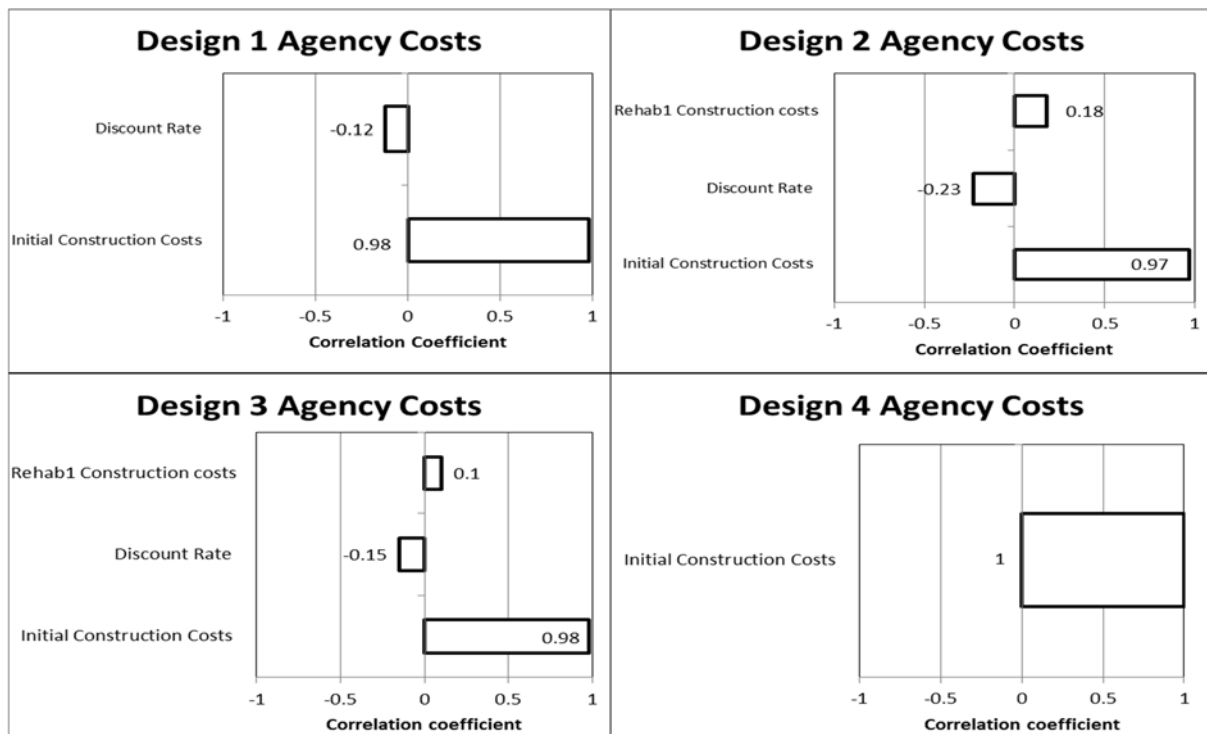 Design 1 Agency Costs
Discount Rate
-0.12
Initial Construction Costs
0.98
-1 -0.5 0 0.5 1
Correlation Coefficient
Design 2 Agency Costs
Rehab1 Construction costs
0.18
Discount Rate
-0.23
Initial Construction Costs
0.97
-1 -0.5 0 0.5 1
Correlation Coefficient
Design 3 Agency Costs
Rehab1 Construction costs
0.1
Discount Rate
-0.15
Initial Construction Costs
0.98
-1 -0.5 0 0.5 1
Correlation coefficient
Design 4 Agency Costs
Initial Construction Costs
1
-1 -0.5 0 0.5 1
Correlation coefficient